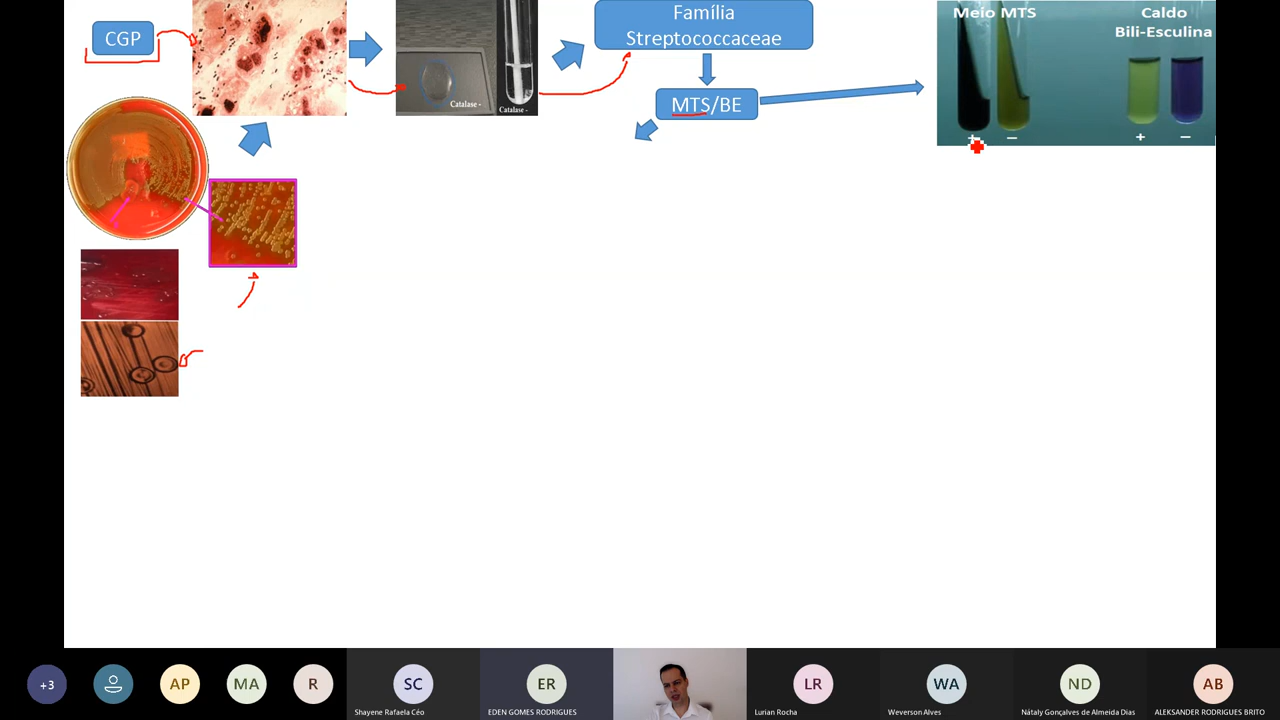 CGP
Catalase -
Catalase -
Família
Streptococcaceae
MTS/BE
Meio MTS
Caldo
Bili-Esculina
+
−
+
−
+3
AP
MA
R
SC
Shayene Rafaela Céo
ER
EDEN GOMES RODRIGUES
LR
Lurian Rocha
WA
Weverson Alves
ND
Nátaly Gonçalves de Almeida Dias
AB
ALEKSANDER RODRIGUES BRITO